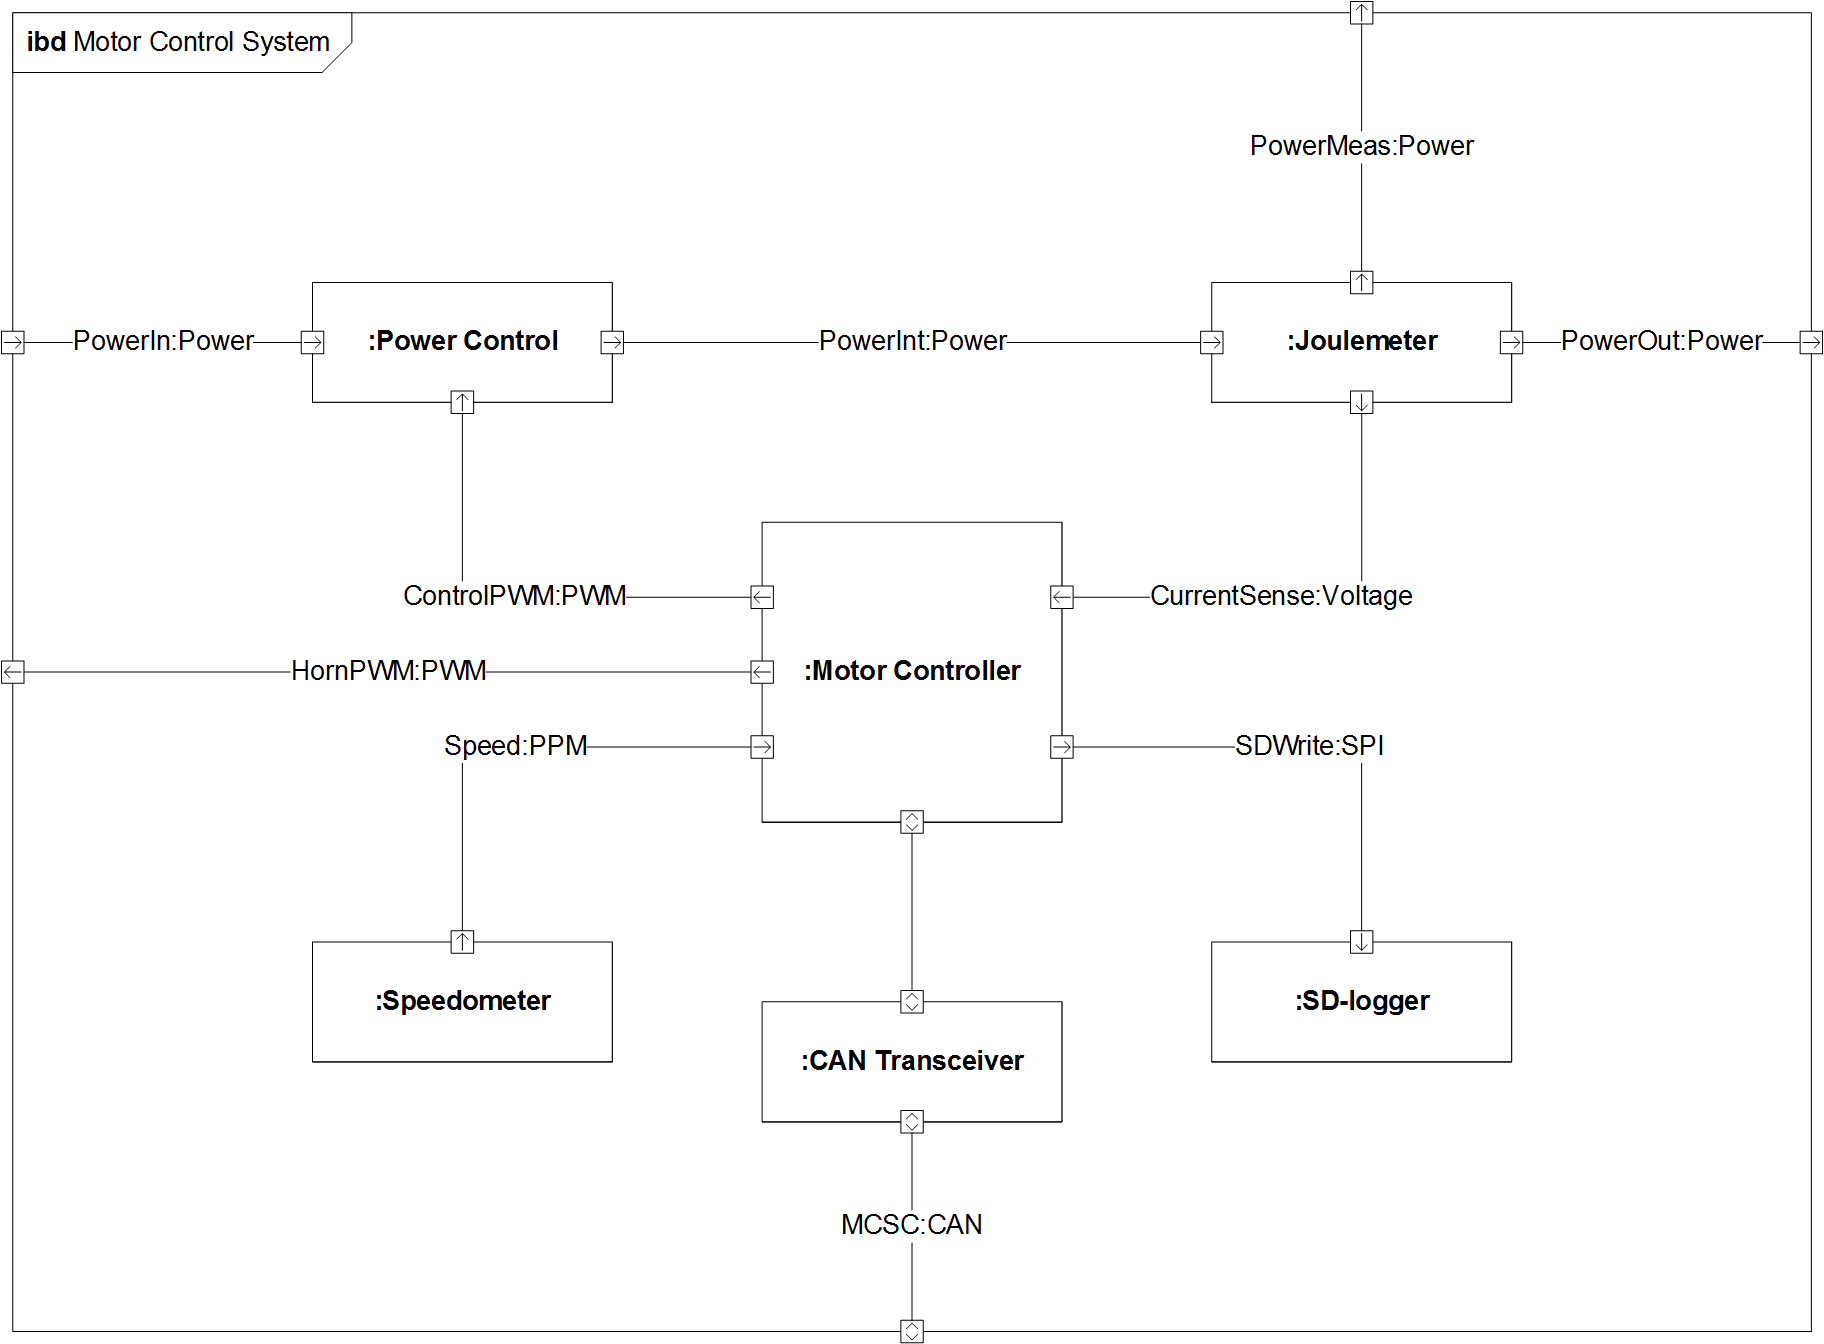 ibd Motor Control System
PowerMeas:Power
PowerIn:Power
:Power Control
PowerInt:Power
:Joulemeter
PowerOut:Power
ControlPWM:PWM
CurrentSense:Voltage
HornPWM:PWM
:Motor Controller
Speed:PPM
SDWrite:SPI
:Speedometer
:SD-logger
:CAN Transceiver
MCSC:CAN